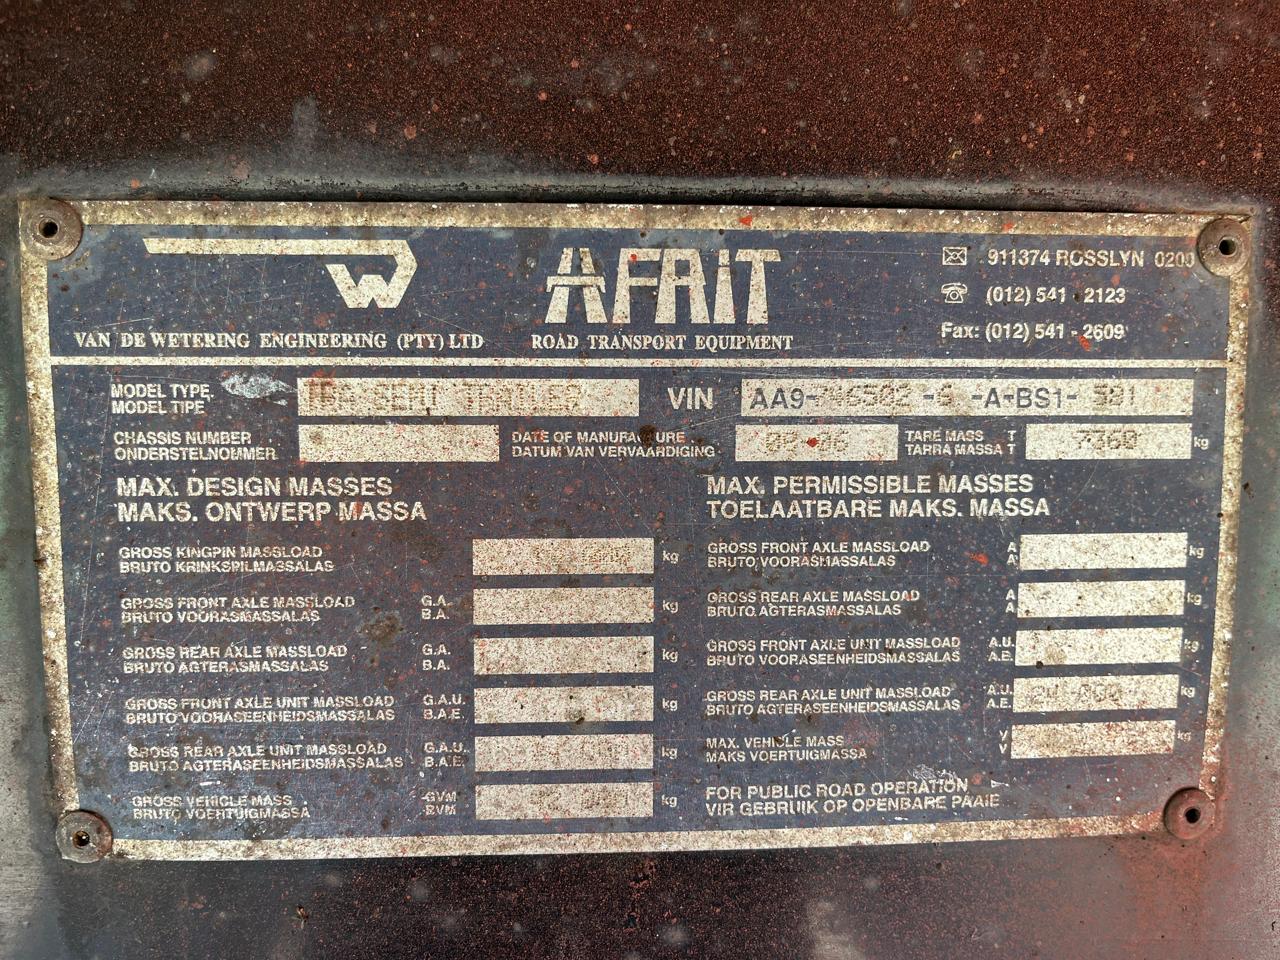 W
AFRIT
911374 ROSSLYN 0200
(012) 541 - 2123
Fax: (012) 541 - 2609
VAN DE WETERING ENGINEERING (PTY) LTD
ROAD TRANSPORT EQUIPMENT
MODEL TYPE
MODEL TIPE
SEMI TRAILER
VIN AA9- -A-BS1-
CHASSIS NUMBER
ONDERSTELNOMMER
DATE OF MANUFACTURE
DATUM VAN VERVAARDIGING
TARE MASS T
TARRA MASSA T
7360 kg
MAX. DESIGN MASSES
MAKS. ONTWERP MASSA
GROSS KINGPIN MASSLOAD
BRUTO KRINKSPILMASSALAS
kg
GROSS FRONT AXLE MASSLOAD G.A.
BRUTO VOORASMASSALAS B.A.
kg
GROSS REAR AXLE MASSLOAD G.A.
BRUTO AGTERASMASSALAS B.A.
kg
GROSS FRONT AXLE UNIT MASSLOAD G.A.U.
BRUTO VOORASEENHEIDSMASSALAS B.A.E.
kg
GROSS REAR AXLE UNIT MASSLOAD G.A.U.
BRUTO AGTERASEENHEIDSMASSALAS B.A.E.
kg
GROSS VEHICLE MASS GVM
BRUTO VOERTUIGMASSA BVM
kg
MAX. PERMISSIBLE MASSES
TOELAATBARE MAKS. MASSA
GROSS FRONT AXLE MASSLOAD A
BRUTO VOORASMASSALAS A
kg
GROSS REAR AXLE MASSLOAD A
BRUTO AGTERASMASSALAS A
kg
GROSS FRONT AXLE UNIT MASSLOAD A.U.
BRUTO VOORASEENHEIDSMASSALAS A.E.
kg
GROSS REAR AXLE UNIT MASSLOAD A.U.
BRUTO AGTERASEENHEIDSMASSALAS A.E.
kg
MAX. VEHICLE MASS V
MAKS VOERTUIGMASSA V
kg
FOR PUBLIC ROAD OPERATION
VIR GEBRUIK OP OPENBARE PAAIE